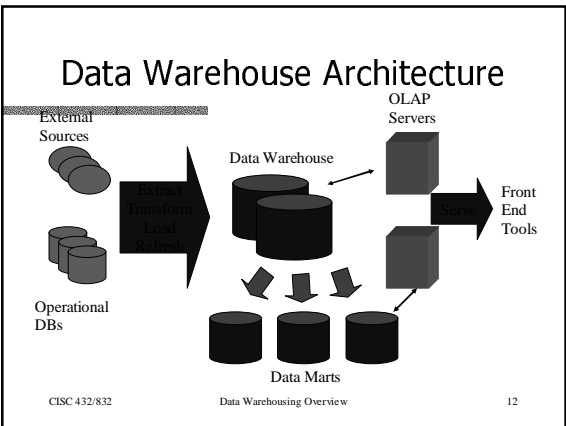 Data Warehouse Architecture
External
Sources
OLAP
Servers
Data Warehouse
Extract
Transform
Load
Refresh
Serve
Front
End
Tools
Operational
DBs
Data Marts
CISC 432/832
Data Warehousing Overview
12